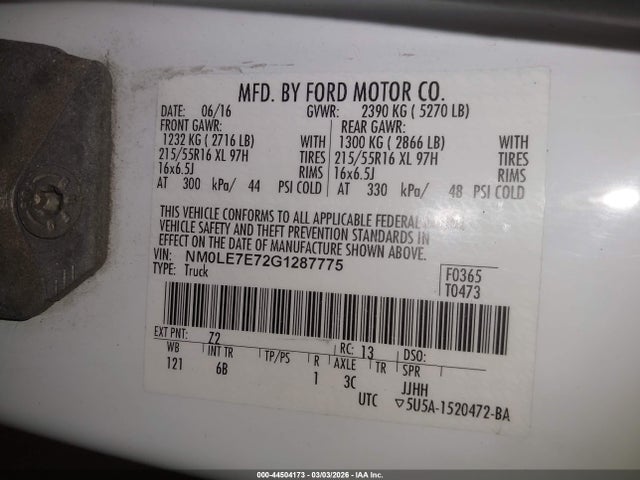 MFD. BY FORD MOTOR CO.
DATE: 06/16 GVWR: 2390 KG ( 5270 LB)
FRONT GAWR: REAR GAWR:
1232 KG ( 2716 LB) WITH 1300 KG ( 2866 LB) WITH
215/55R16 XL 97H TIRES 215/55R16 XL 97H TIRES
16x6.5J RIMS 16x6.5J RIMS
AT 300 kPa/ 44 PSI COLD AT 330 kPa/ 48 PSI COLD
THIS VEHICLE CONFORMS TO ALL APPLICABLE FEDERAL
VEHICLE SAFETY AND THEFT PREVENTION STANDARDS IN
EFFECT ON THE DATE OF MANUFACTURE SHOWN ABOVE.
VIN: NM0LE7E72G1287775 F0365
TYPE: Truck T0473
EXT PNT: Z2 RC: 13 DSO:
WB INT TR TP/PS R AXLE TR SPR
121 6B 1 3C JJHH
UTC ▽5U5A-1520472-BA
000-44504173 - 03/03/2026 - IAA Inc.